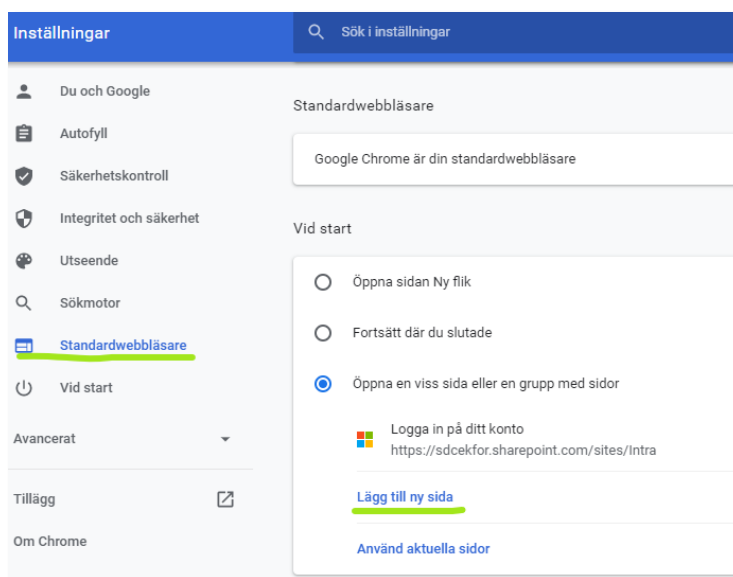 Inställningar
Sök i inställningar
Du och Google
Autofyll
Säkerhetskontroll
Integritet och säkerhet
Utseende
Sökmotor
Standardwebbläsare
Vid start
Avancerat
Tillägg
Om Chrome
Standardwebbläsare
Google Chrome är din standardwebbläsare
Vid start
Öppna sidan Ny flik
Fortsätt där du slutade
Öppna en viss sida eller en grupp med sidor
Logga in på ditt konto
https://sdcekfor.sharepoint.com/sites/Intra
Lägg till ny sida
Använd aktuella sidor